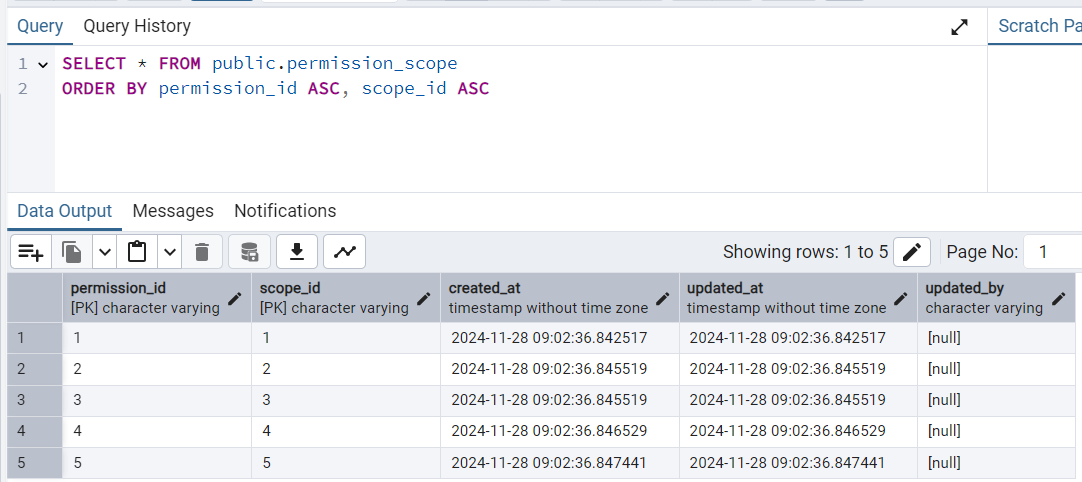 Query Query History Scratch Pa
1 SELECT * FROM public.permission_scope
2 ORDER BY permission_id ASC, scope_id ASC
Data Output Messages Notifications
Showing rows: 1 to 5 Page No: 1
permission_id scope_id created_at updated_at updated_by
[PK] character varying [PK] character varying timestamp without time zone timestamp without time zone character varying
1 1 1 2024-11-28 09:02:36.842517 2024-11-28 09:02:36.842517 [null]
2 2 2 2024-11-28 09:02:36.845519 2024-11-28 09:02:36.845519 [null]
3 3 3 2024-11-28 09:02:36.845519 2024-11-28 09:02:36.845519 [null]
4 4 4 2024-11-28 09:02:36.846529 2024-11-28 09:02:36.846529 [null]
5 5 5 2024-11-28 09:02:36.847441 2024-11-28 09:02:36.847441 [null]